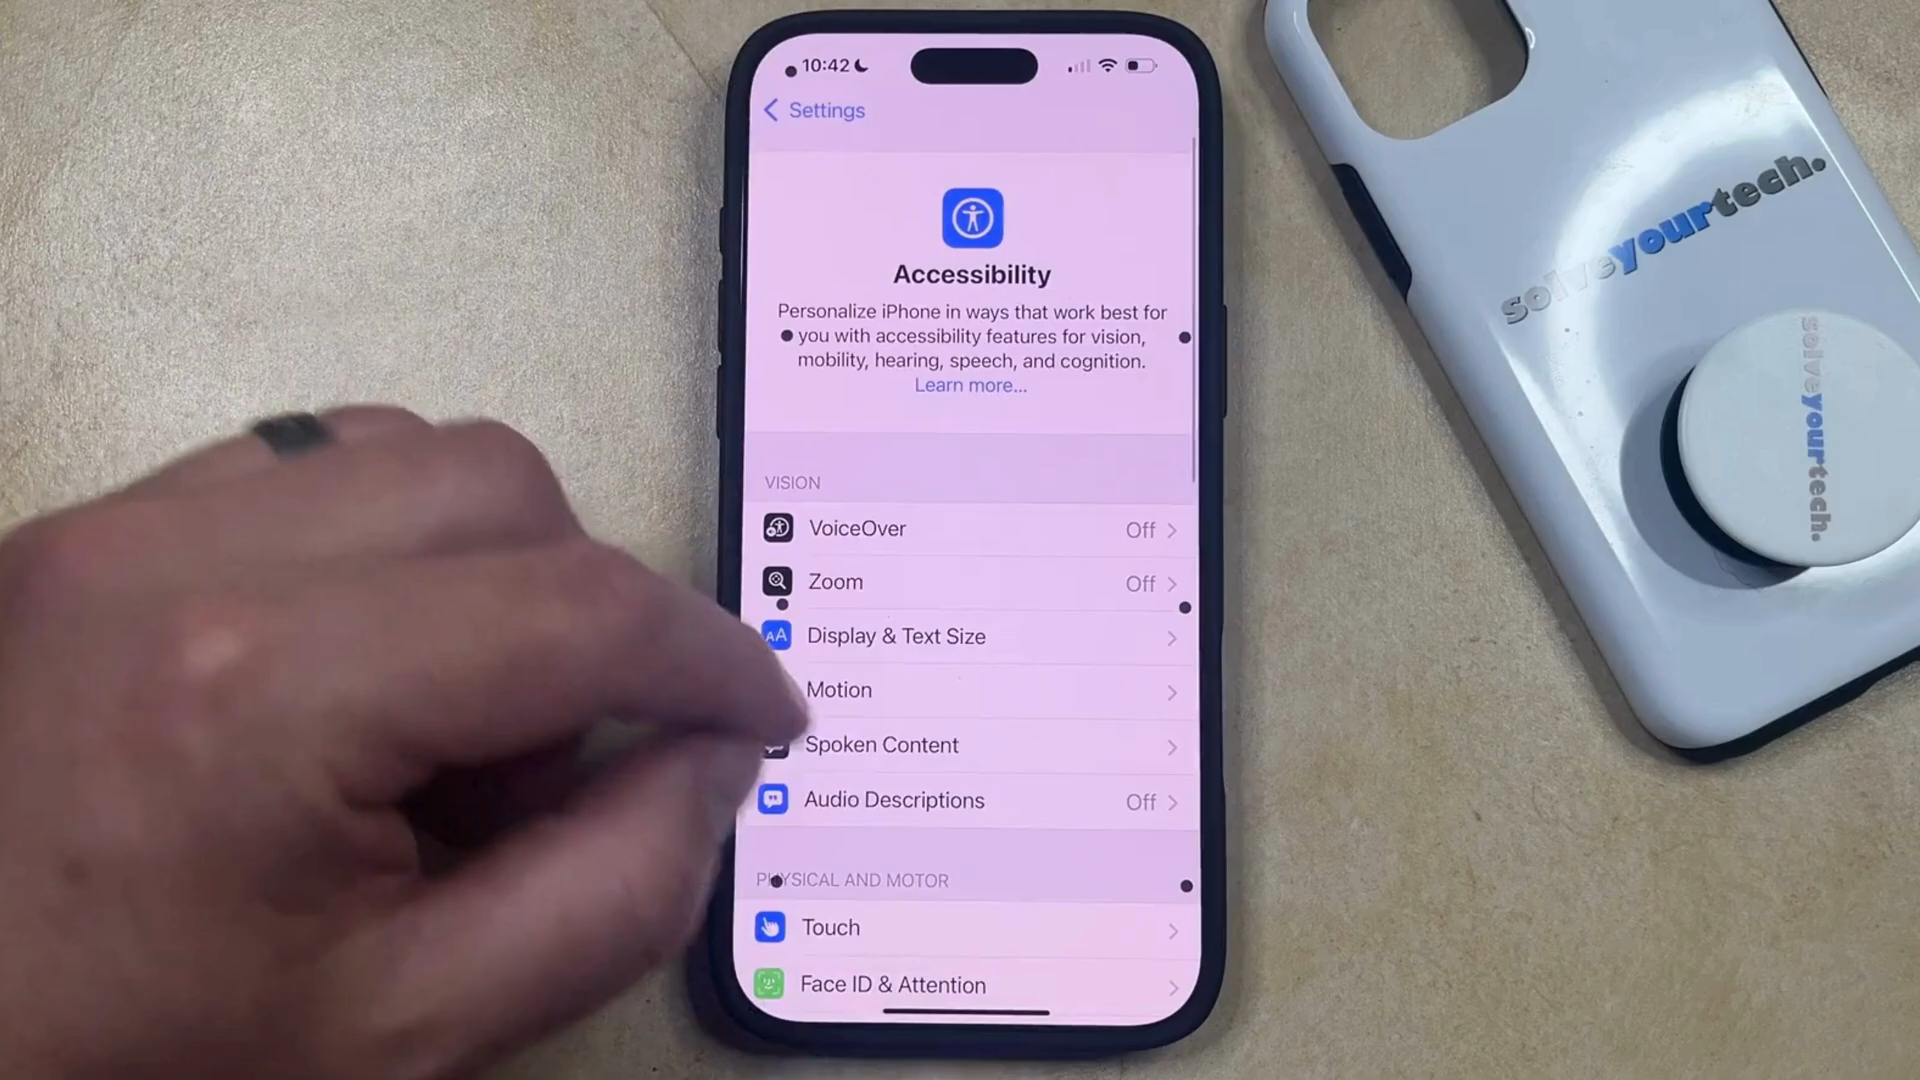 10:42
Settings
Accessibility
Personalize iPhone in ways that work best for
you with accessibility features for vision,
mobility, hearing, speech, and cognition.
Learn more...
VISION
VoiceOver Off
Zoom Off
AA Display & Text Size
Motion
Spoken Content
Audio Descriptions Off
PHYSICAL AND MOTOR
Touch
Face ID & Attention
solveyourtech.
solveyourtech.